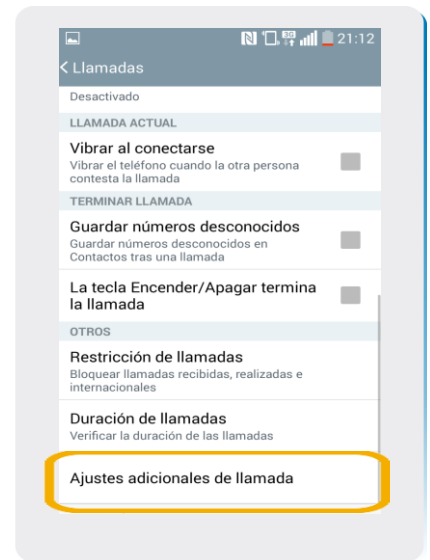 3G 21:12
Llamadas
Desactivado
LLAMADA ACTUAL
Vibrar al conectarse
Vibrar el teléfono cuando la otra persona
contesta la llamada
TERMINAR LLAMADA
Guardar números desconocidos
Guardar números desconocidos en
Contactos tras una llamada
La tecla Encender/Apagar termina
la llamada
OTROS
Restricción de llamadas
Bloquear llamadas recibidas, realizadas e
internacionales
Duración de llamadas
Verificar la duración de las llamadas
Ajustes adicionales de llamada